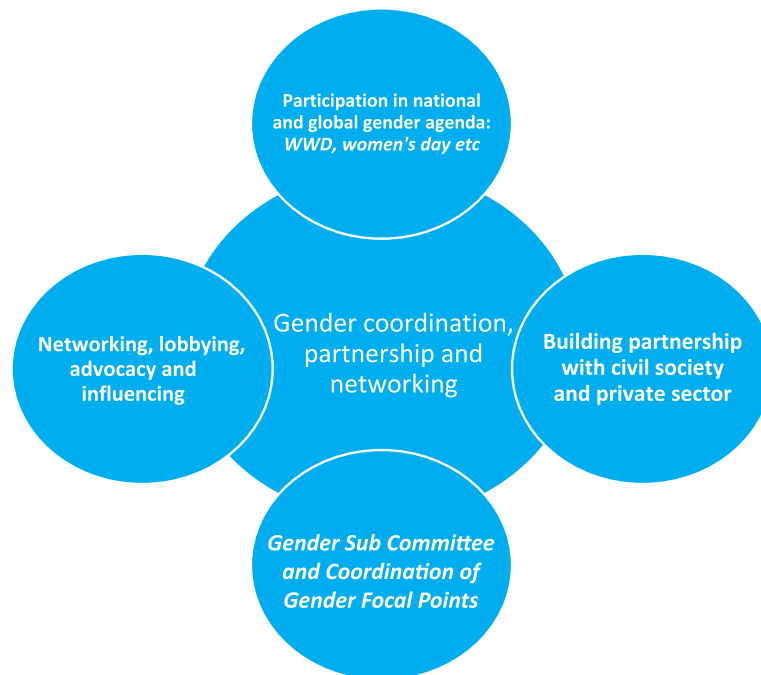 Participation in national
and global gender agenda:
WWD, women's day etc
Networking, lobbying,
advocacy and
influencing
Gender coordination,
partnership and
networking
Building partnership
with civil society
and private sector
Gender Sub Committee
and Coordination of
Gender Focal Points